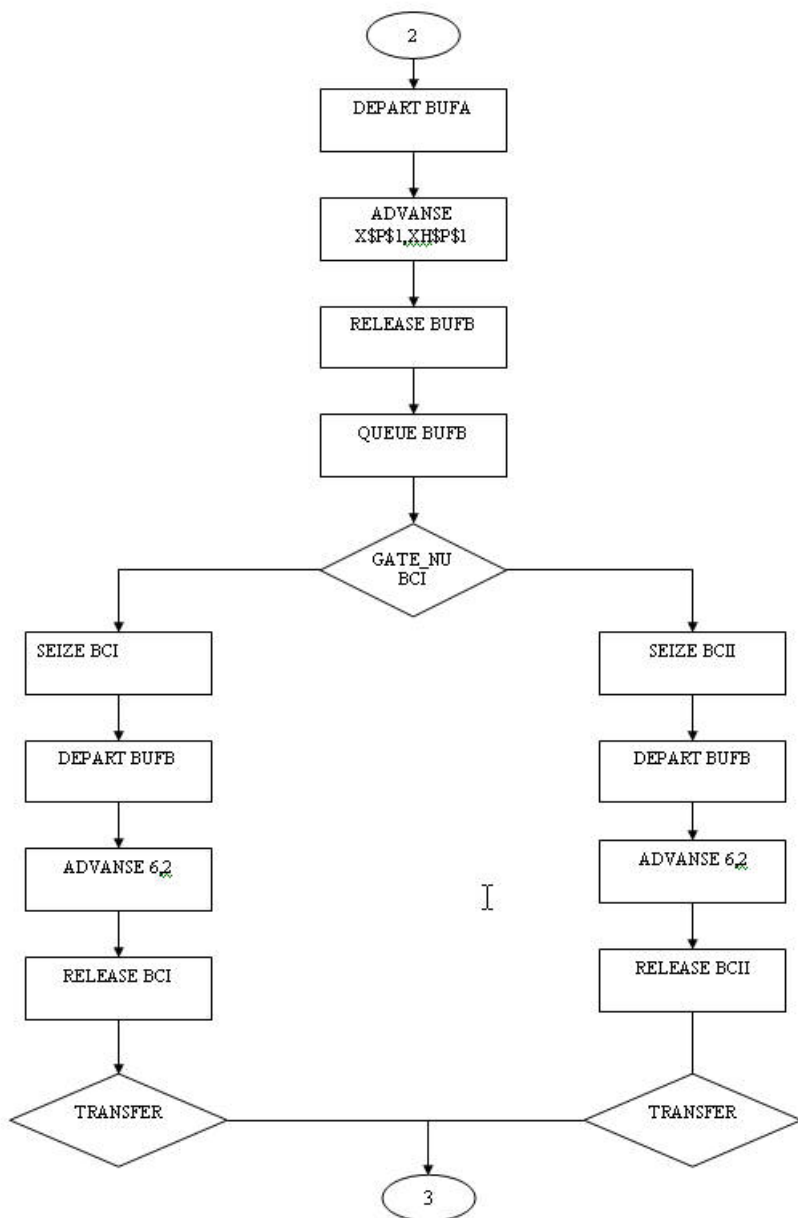 2
DEPART BUFA
ADVANSE
X$P$1,XH$P$1
RELEASE BUFB
QUEUE BUFB
GATE_NU
BCI
SEIZE BCI
DEPART BUFB
ADVANSE 6,2
RELEASE BCI
TRANSFER
SEIZE BCII
DEPART BUFB
ADVANSE 6,2
RELEASE BCII
TRANSFER
3